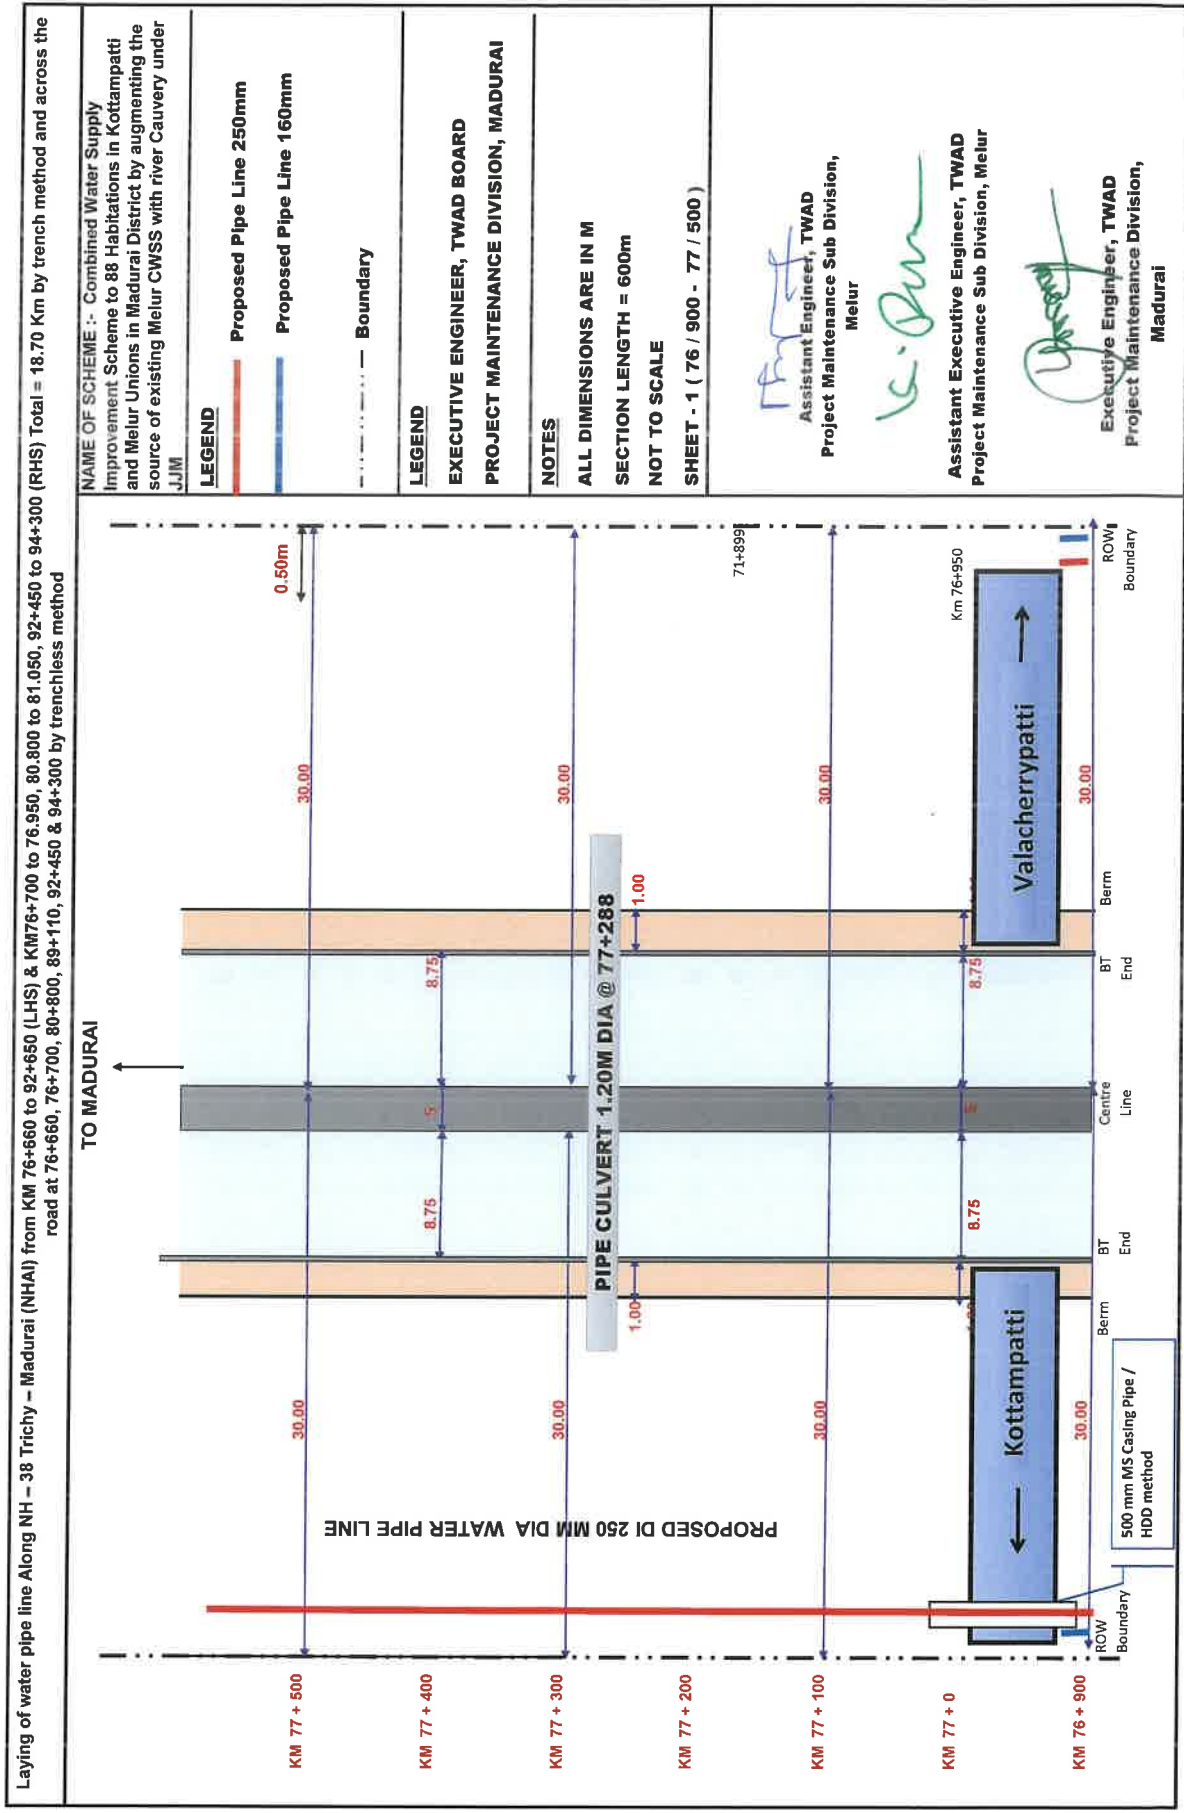 Laying of water pipe line Along NH – 38 Trichy – Madurai (NHAI) from KM 76+660 to 92+650 (LHS) & KM76+700 to 76.950, 80.800 to 81.050, 92+450 to 94+300 (RHS) Total = 18.70 Km by trench method and across the
road at 76+660, 76+700, 80+800, 89+110, 92+450 & 94+300 by trenchless method
NAME OF SCHEME :- Combined Water Supply
Improvement Scheme to 88 Habitations in Kottampatti
and Melur Unions in Madurai District by augmenting the
source of existing Melur CWSS with river Cauvery under
JJM
LEGEND
Proposed Pipe Line 250mm
Proposed Pipe Line 160mm
Boundary
LEGEND
EXECUTIVE ENGINEER, TWAD BOARD
PROJECT MAINTENANCE DIVISION, MADURAI
NOTES
ALL DIMENSIONS ARE IN M
SECTION LENGTH = 600m
NOT TO SCALE
SHEET - 1 ( 76 / 900 - 77 / 500 )
Assistant Engineer, TWAD
Project Maintenance Sub Division,
Melur
Assistant Executive Engineer, TWAD
Project Maintenance Sub Division, Melur
Executive Engineer, TWAD
Project Maintenance Division,
Madurai
TO MADURAI
0.50m
KM 77 + 500
30.00
30.00
KM 77 + 400
8.75
5
8.75
KM 77 + 300
30.00
30.00
PIPE CULVERT 1.20M DIA @ 77+288
KM 77 + 200
1.00
1.00
71+899
KM 77 + 100
30.00
30.00
PROPOSED DI 250 MM DIA WATER PIPE LINE
Km 76+950
KM 77 + 0
8.75
8.75
Kottampatti
Valacherrypatti
KM 76 + 900
30.00
30.00
ROW
Boundary
Berm
BT
End
Centre
Line
BT
End
Berm
ROW
Boundary
500 mm MS Casing Pipe /
HDD method